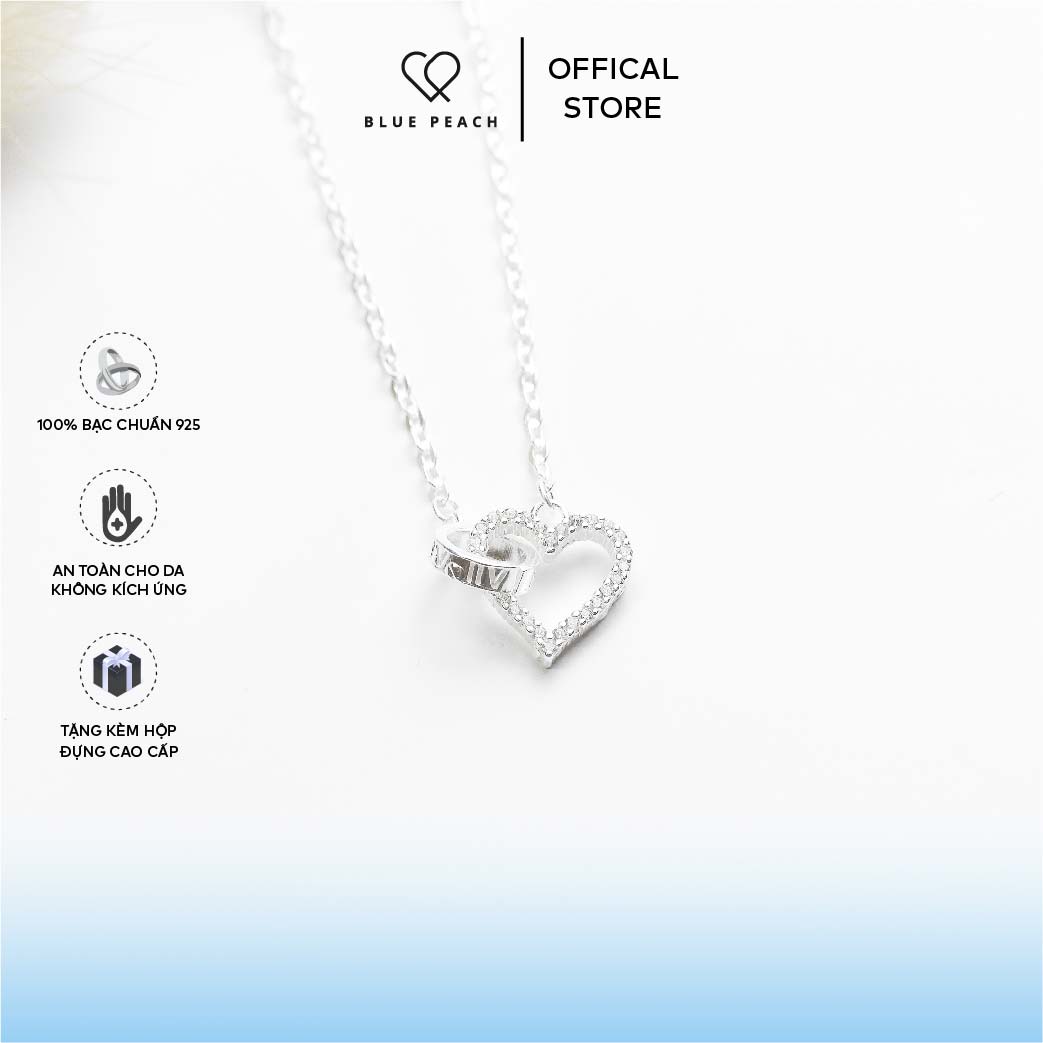 BLUE PEACH
OFFICAL
STORE
100% BẠC CHUẨN 925
AN TOÀN CHO DA
KHÔNG KÍCH ỨNG
TẶNG KÈM HỘP
ĐỰNG CAO CẤP